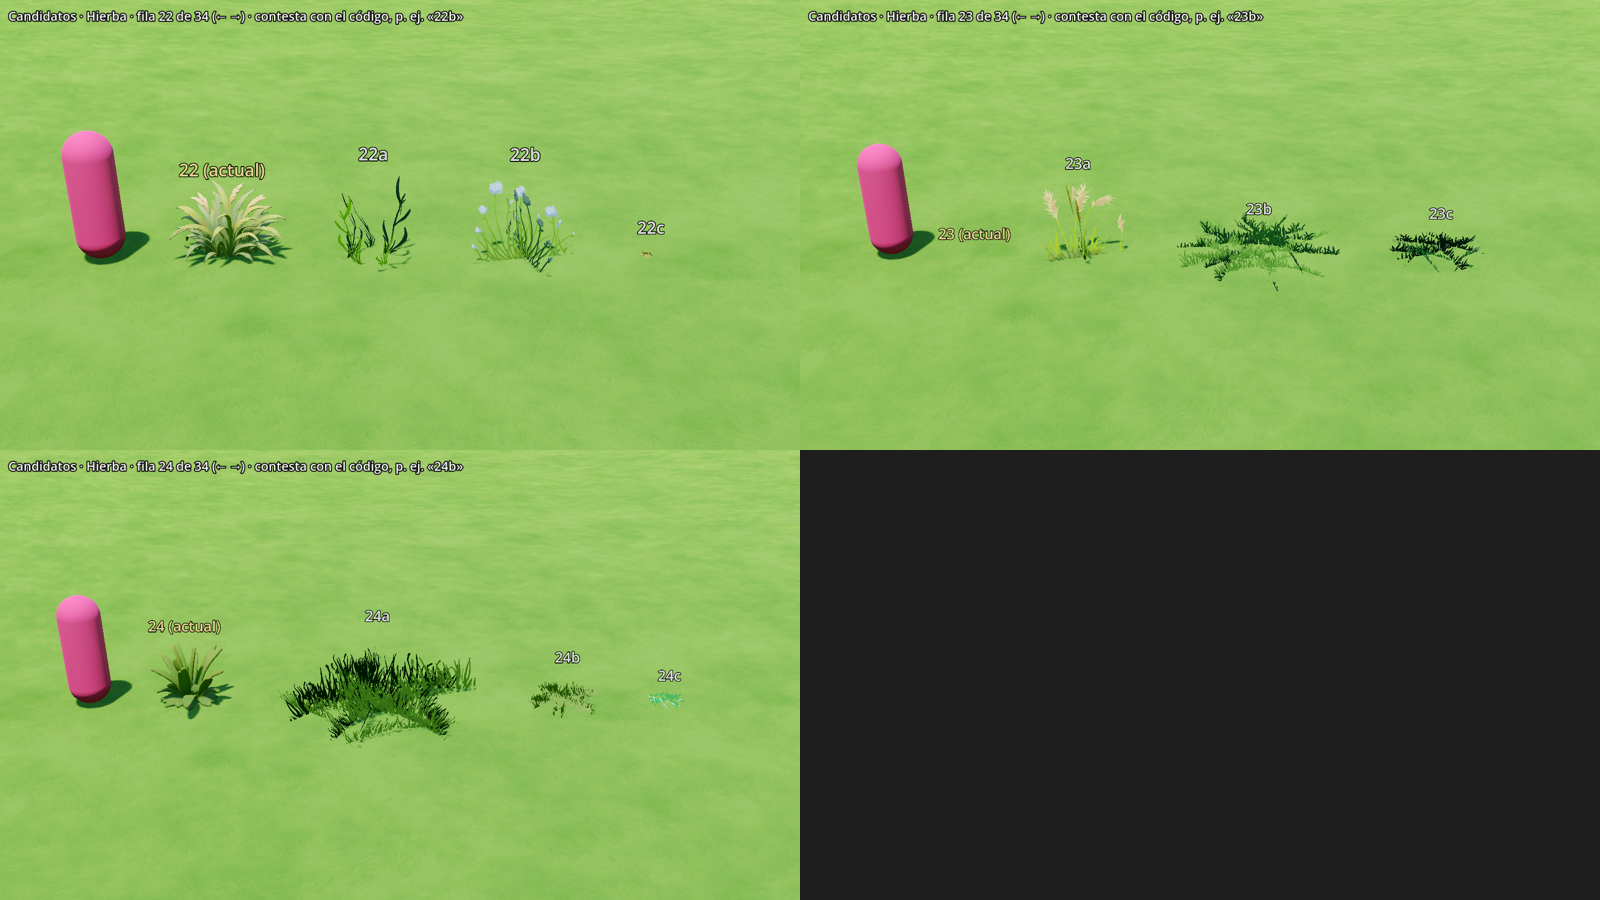 Candidatos · Hierba · fila 22 de 34 (← →) · contesta con el código, p. ej. «22b»
22 (actual)
22a
22b
22c
Candidatos · Hierba · fila 23 de 34 (← →) · contesta con el código, p. ej. «23b»
23 (actual)
23a
23b
23c
Candidatos · Hierba · fila 24 de 34 (← →) · contesta con el código, p. ej. «24b»
24 (actual)
24a
24b
24c